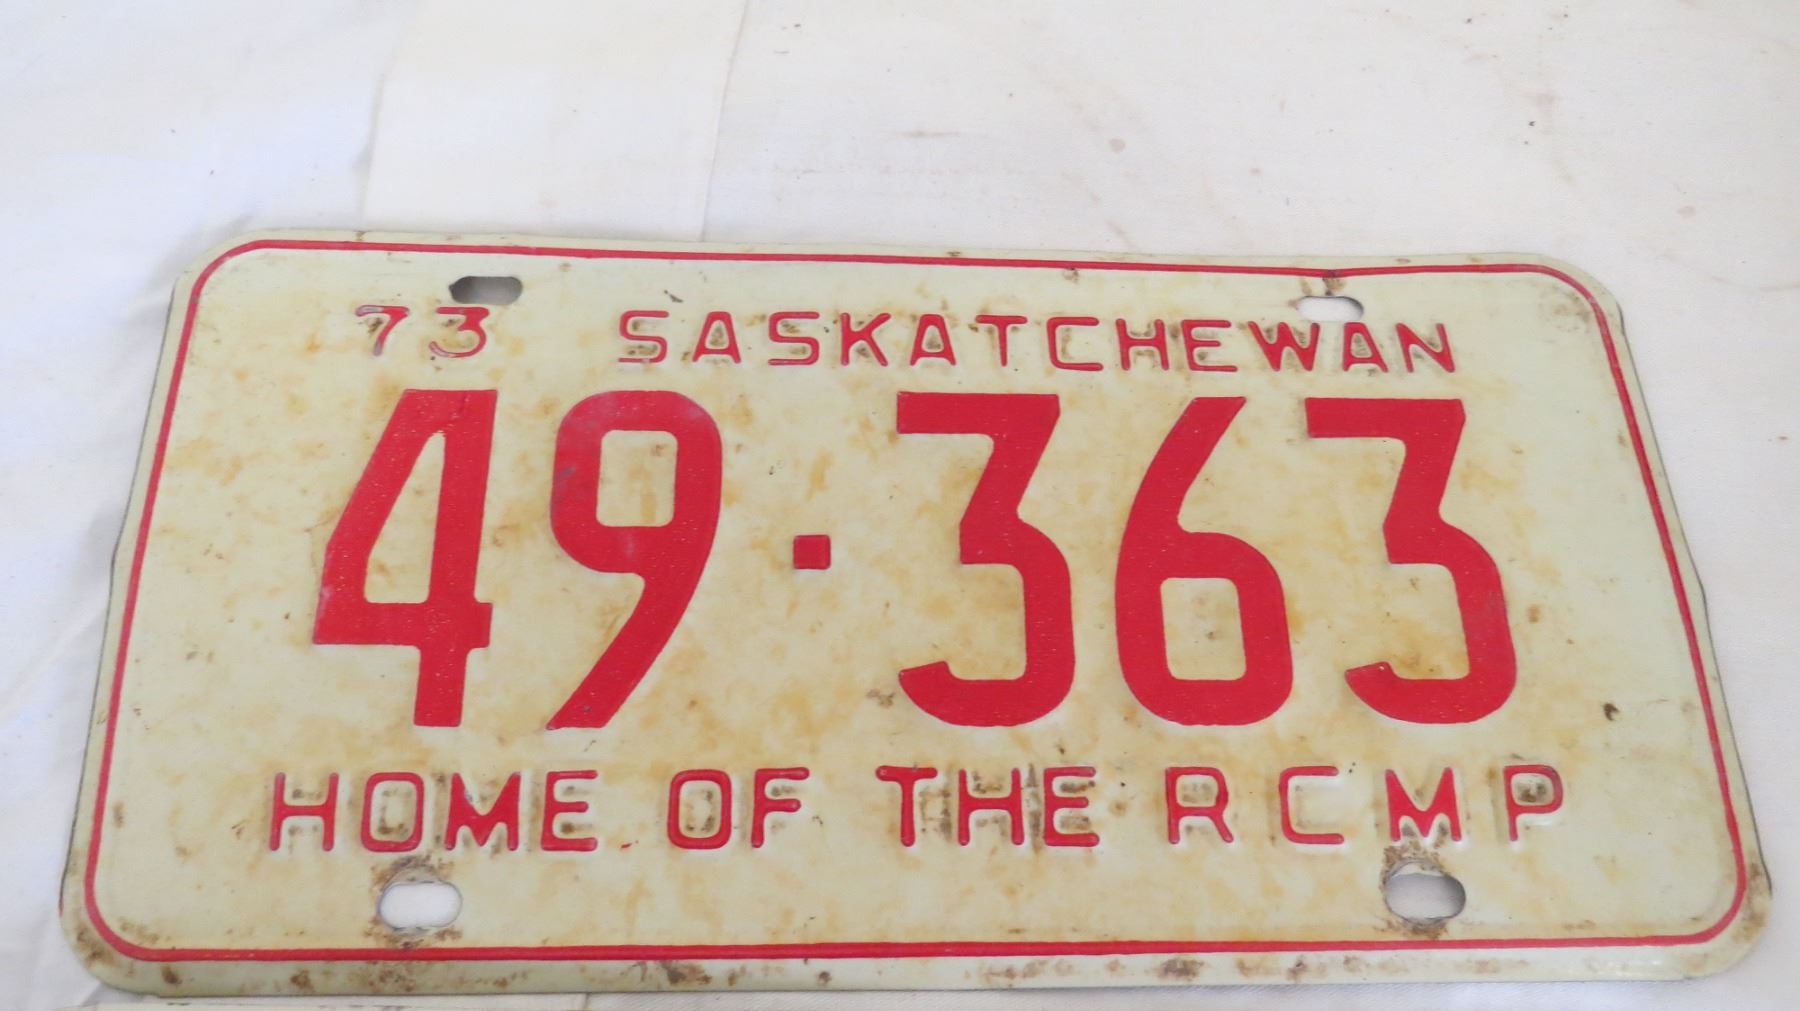 73 SASKATCHEWAN
49·363
HOME OF THE RCMP